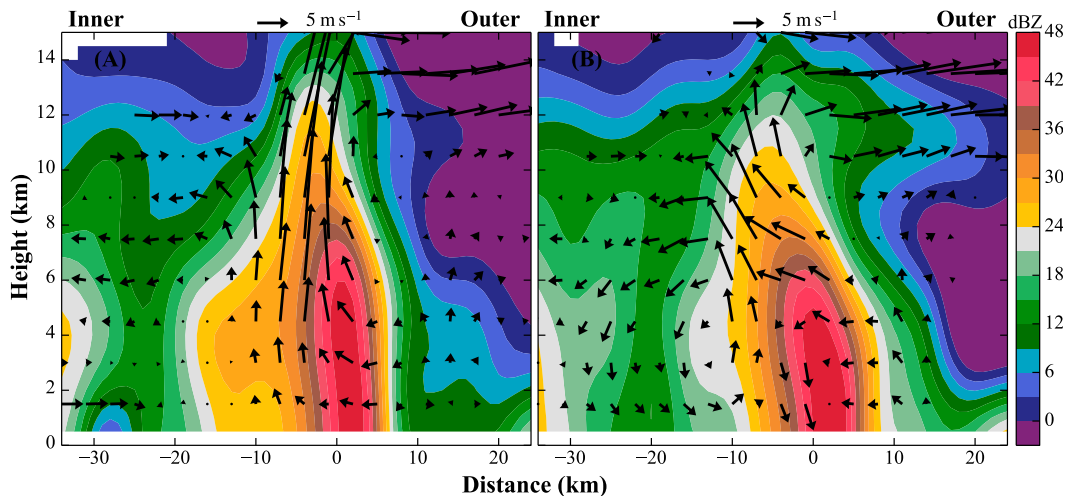 Inner 5 m s⁻¹ Outer 5 m s⁻¹ dBZ
(A) (B)
14
12
10
8
6
4
2
0
48
42
36
30
24
18
12
6
0
−30 −20 −10 0 10 20 −30 −20 −10 0 10 20
Height (km)
Distance (km)
Inner Outer